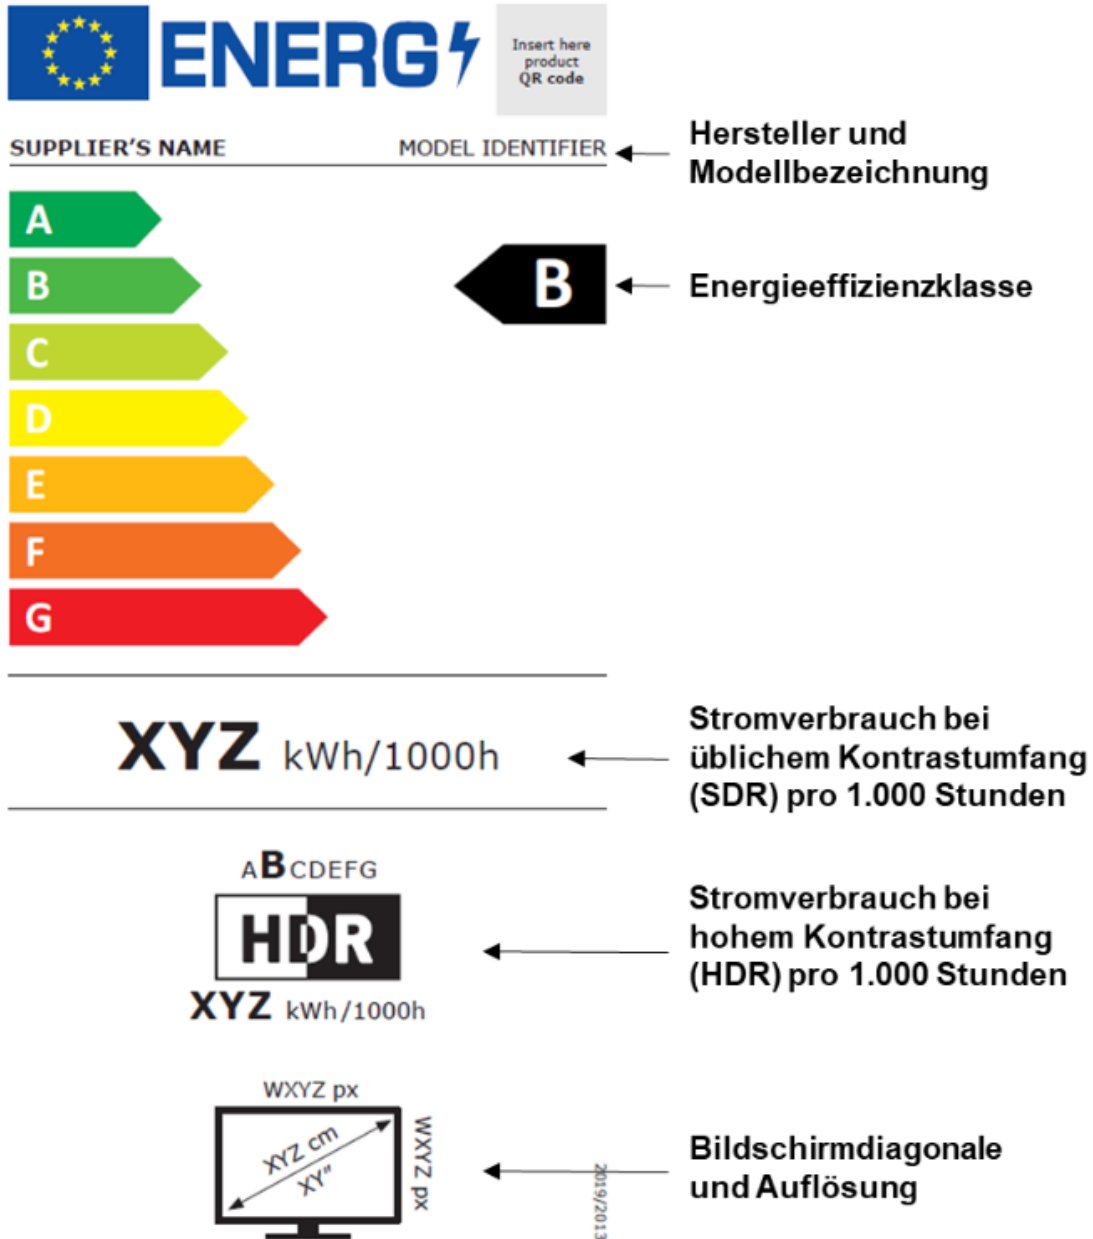 ENERG
Insert here
product
QR code
SUPPLIER'S NAME
MODEL IDENTIFIER
Hersteller und
Modellbezeichnung
A
B
C
D
E
F
G
B
Energieeffizienzklasse
XYZ kWh/1000h
Stromverbrauch bei
üblichem Kontrastumfang
(SDR) pro 1.000 Stunden
ABCDEFG
HDR
XYZ kWh/1000h
Stromverbrauch bei
hohem Kontrastumfang
(HDR) pro 1.000 Stunden
WXYZ px
XYZ cm
XY"
WXYZ px
2019/2013
Bildschirmdiagonale
und Auflösung